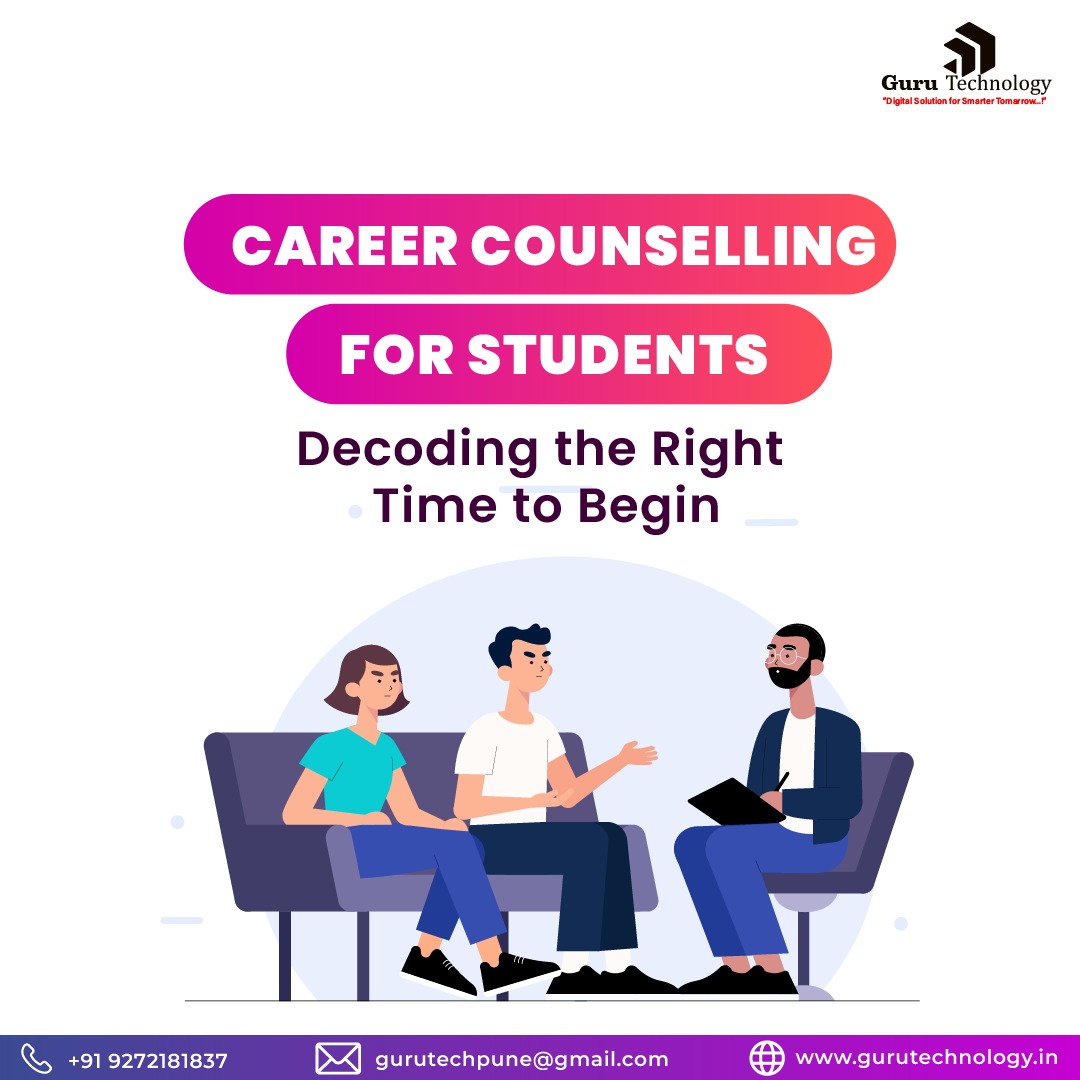 Guru Technology
"Digital Solution for Smarter Tomarrow...!"
CAREER COUNSELLING
FOR STUDENTS
Decoding the Right
Time to Begin
+91 9272181837
gurutechpune@gmail.com
www.gurutechnology.in